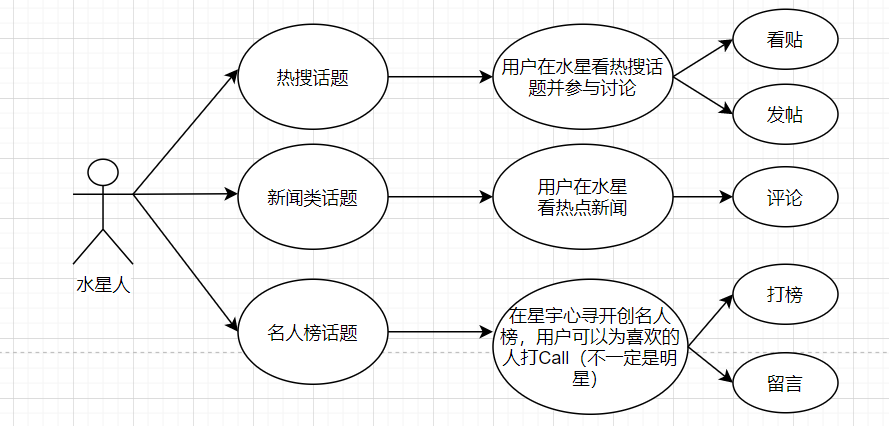 水星人
热搜话题
用户在水星看热搜话
题并参与讨论
看贴
发帖
新闻类话题
用户在水星
看热点新闻
评论
名人榜话题
在星宇心寻开创名人
榜，用户可以为喜欢的
人打Call（不一定是明
星）
打榜
留言